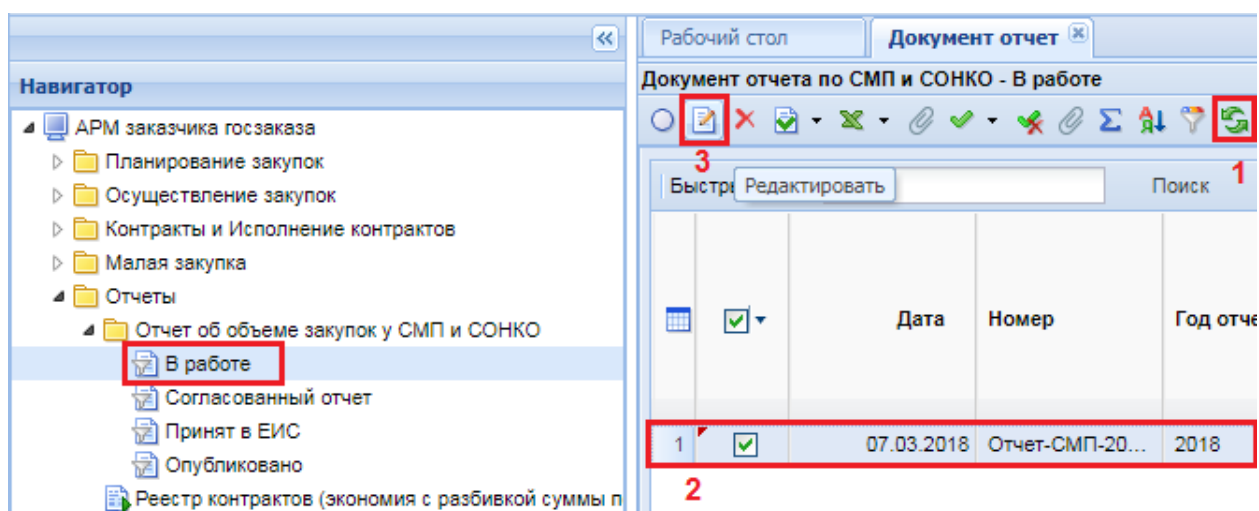 Рабочий стол
Документ отчет
Навигатор
Документ отчета по СМП и СОНКО - В работе
АРМ заказчика госзаказа
Планирование закупок
Осуществление закупок
Контракты и Исполнение контрактов
Малая закупка
Отчеты
Отчет об объеме закупок у СМП и СОНКО
В работе
Согласованный отчет
Принят в ЕИС
Опубликовано
Реестр контрактов (экономия с разбивкой суммы п
3
1
Быстр
Редактировать
Поиск
Дата
Номер
Год отче
1
07.03.2018
Отчет-СМП-20...
2018
2